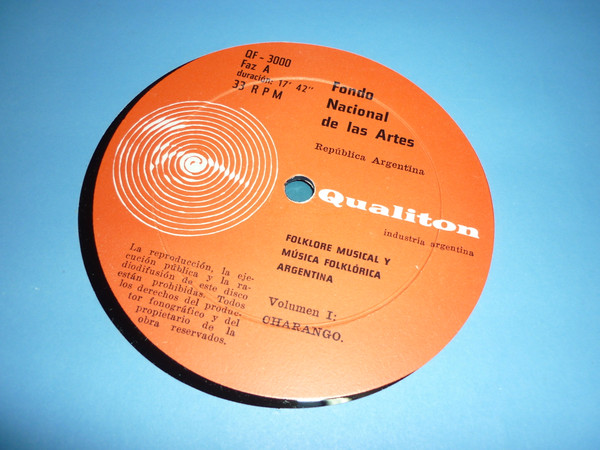 QF - 3000
Faz A
duración: 17' 42"
33 RPM
Fondo
Nacional
de las Artes
República Argentina
Qualiton
industria argentina
FOLKLORE MUSICAL Y
MÚSICA FOLKLÓRICA
ARGENTINA
Volumen I:
CHARANGO.
La reproducción, la eje-
cución pública y la ra-
diodifusión de este disco
están prohibidas. Todos
los derechos del produc-
tor fonográfico y del
propietario de la
obra reservados.